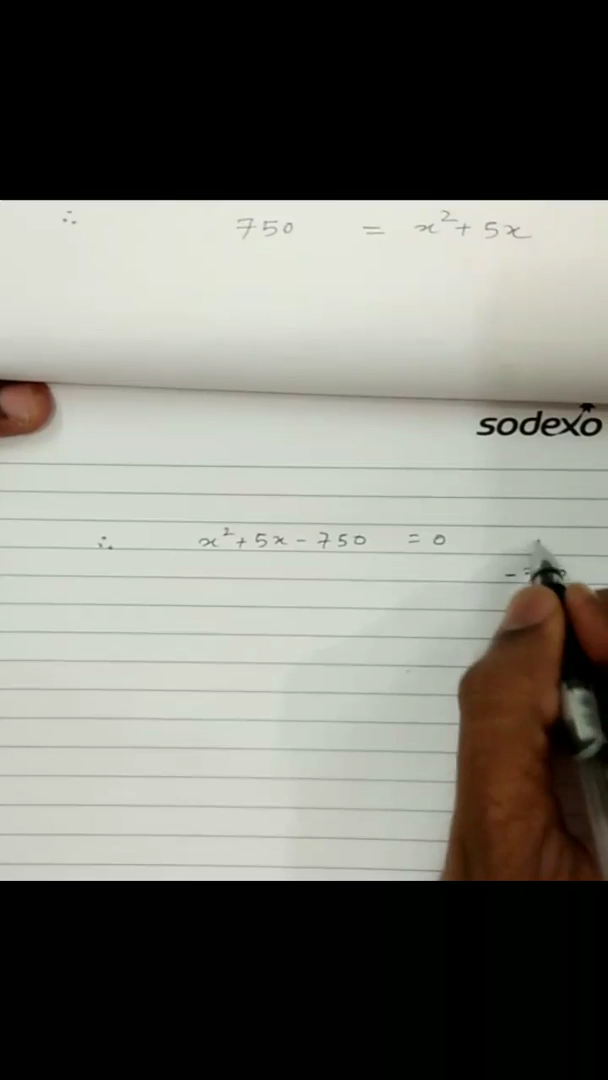 ∴ 750 = x² + 5x
sodexo
∴ x² + 5x - 750 = 0